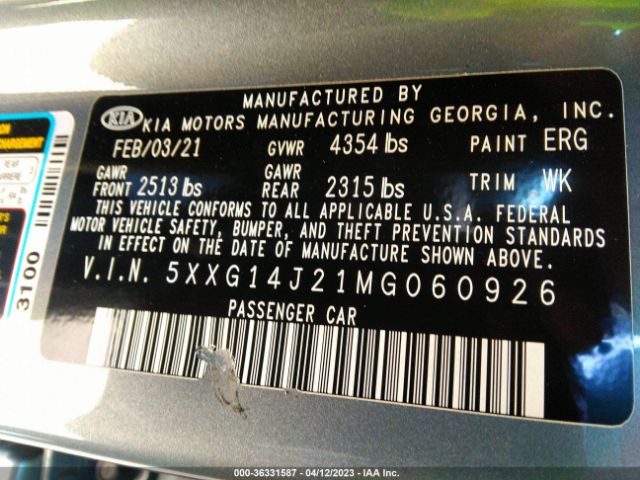 MANUFACTURED BY
KIA KIA MOTORS MANUFACTURING GEORGIA, INC.
FEB/03/21 GVWR 4354 lbs PAINT ERG
GAWR FRONT 2513 lbs GAWR REAR 2315 lbs TRIM WK
THIS VEHICLE CONFORMS TO ALL APPLICABLE U.S.A. FEDERAL
MOTOR VEHICLE SAFETY, BUMPER, AND THEFT PREVENTION STANDARDS
IN EFFECT ON THE DATE OF MANUFACTURE SHOWN ABOVE.
V.I.N. 5XXG14J21MG060926
PASSENGER CAR
3100
REAR
000-36331587 - 04/12/2023 - IAA Inc.